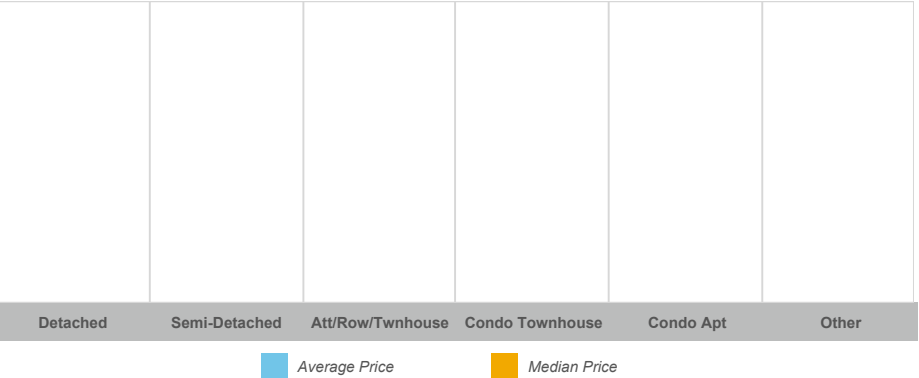 Detached Semi-Detached Att/Row/Twnhouse Condo Townhouse Condo Apt Other
Average Price Median Price